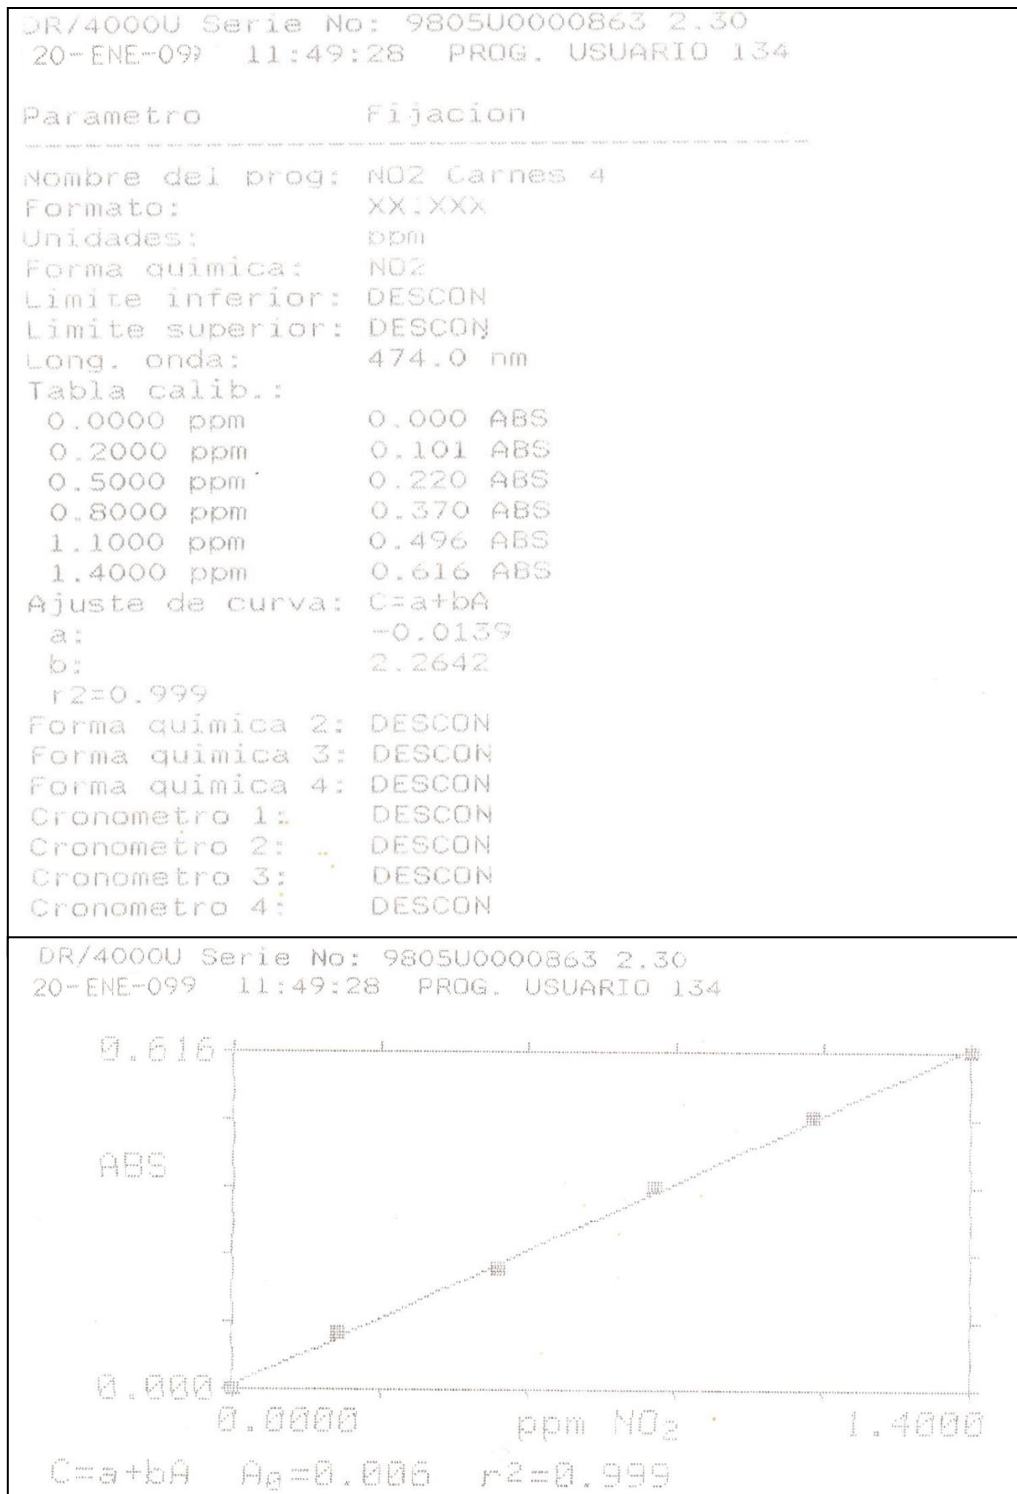 DR/4000U Serie No: 9805U0000863 2.30
20-ENE-099 11:49:28 PROG. USUARIO 134
Parametro Fijacion
Nombre del prog: NO2 Carnes 4
Formato: XX.XXX
Unidades: ppm
Forma quimica: NO2
Limite inferior: DESCON
Limite superior: DESCON
Long. onda: 474.0 nm
Tabla calib.:
0.0000 ppm 0.000 ABS
0.2000 ppm 0.101 ABS
0.5000 ppm 0.220 ABS
0.8000 ppm 0.370 ABS
1.1000 ppm 0.496 ABS
1.4000 ppm 0.616 ABS
Ajuste de curva: C=a+bA
a: -0.0139
b: 2.2642
r2=0.999
Forma quimica 2: DESCON
Forma quimica 3: DESCON
Forma quimica 4: DESCON
Cronometro 1: DESCON
Cronometro 2: DESCON
Cronometro 3: DESCON
Cronometro 4: DESCON
DR/4000U Serie No: 9805U0000863 2.30
20-ENE-099 11:49:28 PROG. USUARIO 134
0.616
ABS
0.000
0.0000 ppm NO₂ 1.4000
C=a+bA A₀=0.006 r²=0.999